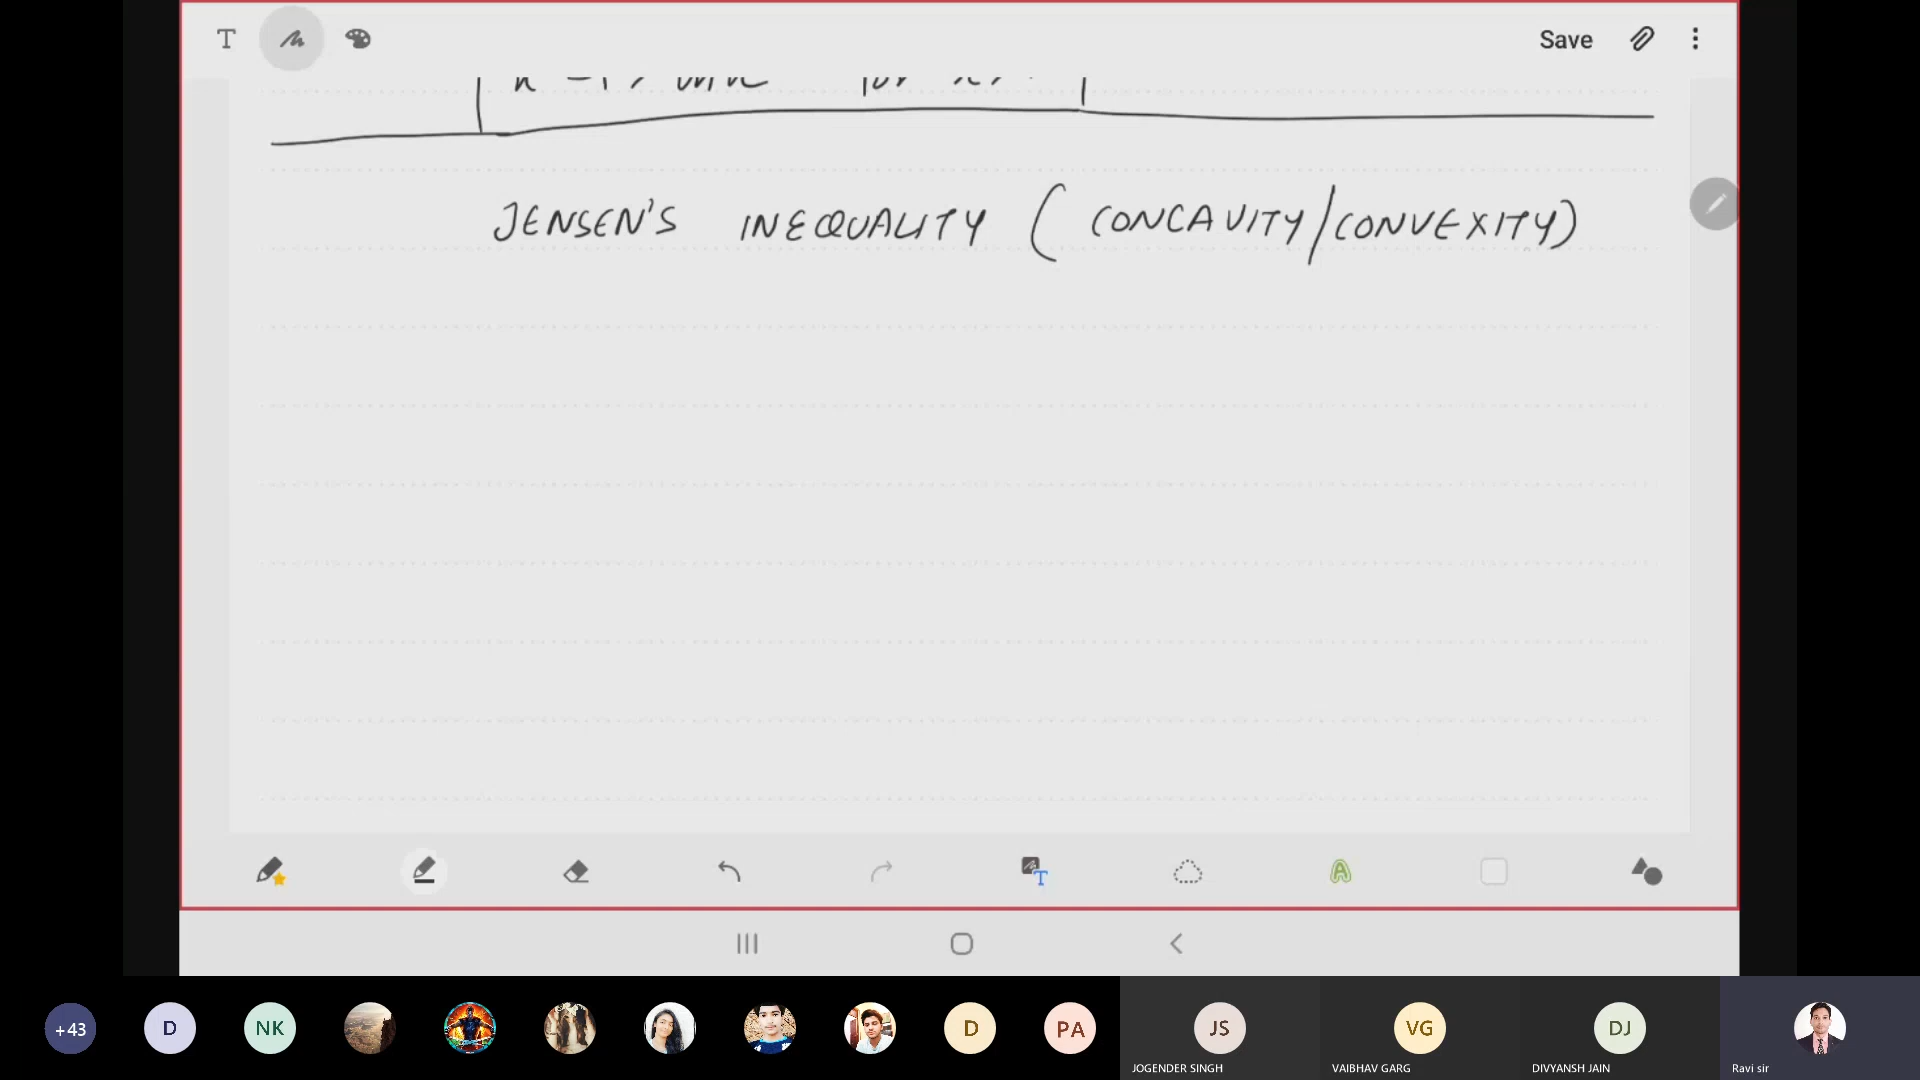 T
Save
JENSEN'S INEQUALITY ( CONCAVITY/CONVEXITY)
T
A
+43
D
NK
D
PA
JS
VG
DJ
JOGENDER SINGH
VAIBHAV GARG
DIVYANSH JAIN
Ravi sir